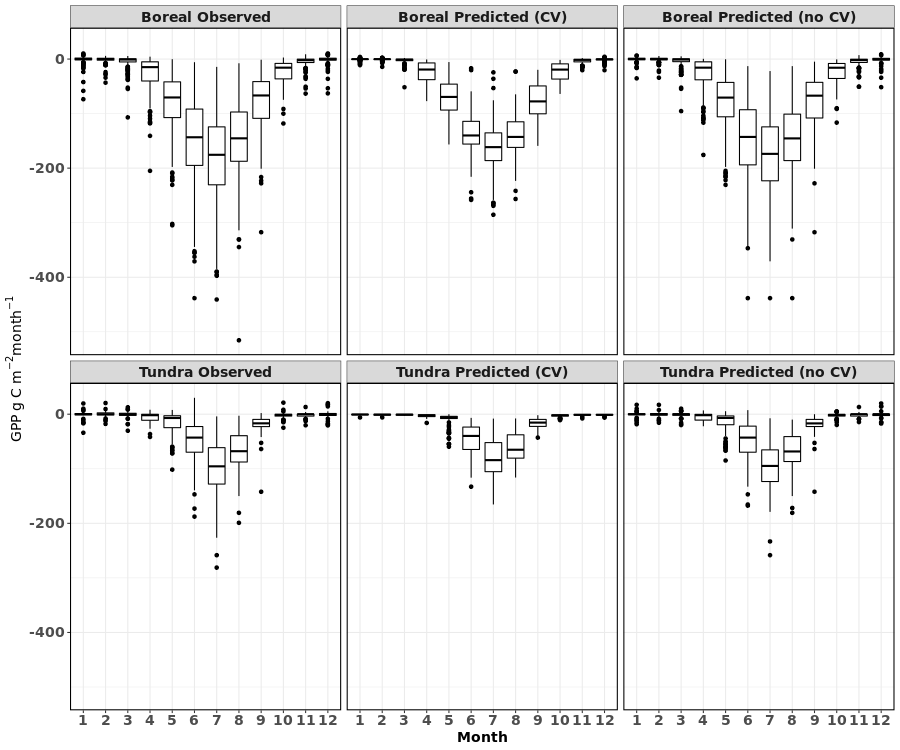 Boreal Observed Boreal Predicted (CV) Boreal Predicted (no CV)
0
-200
-400
GPP g C m⁻²month⁻¹
Tundra Observed Tundra Predicted (CV) Tundra Predicted (no CV)
0
-200
-400
1 2 3 4 5 6 7 8 9 10 11 12 1 2 3 4 5 6 7 8 9 10 11 12 1 2 3 4 5 6 7 8 9 10 11 12
Month